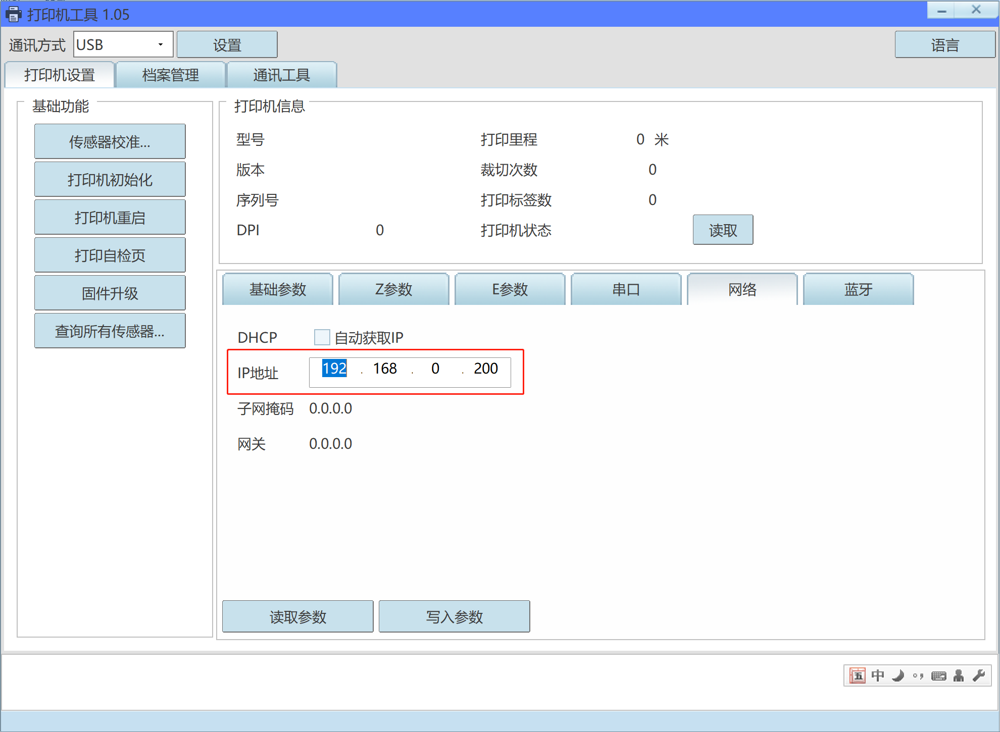 打印机工具 1.05
通讯方式 USB 设置 语言
打印机设置 档案管理 通讯工具
基础功能
传感器校准...
打印机初始化
打印机重启
打印自检页
固件升级
查询所有传感器...
打印机信息
型号 打印里程 0 米
版本 裁切次数 0
序列号 打印标签数 0
DPI 0 打印机状态 读取
基础参数 Z参数 E参数 串口 网络 蓝牙
DHCP 自动获取IP
IP地址 192 . 168 . 0 . 200
子网掩码 0.0.0.0
网关 0.0.0.0
读取参数 写入参数
五 中 °,